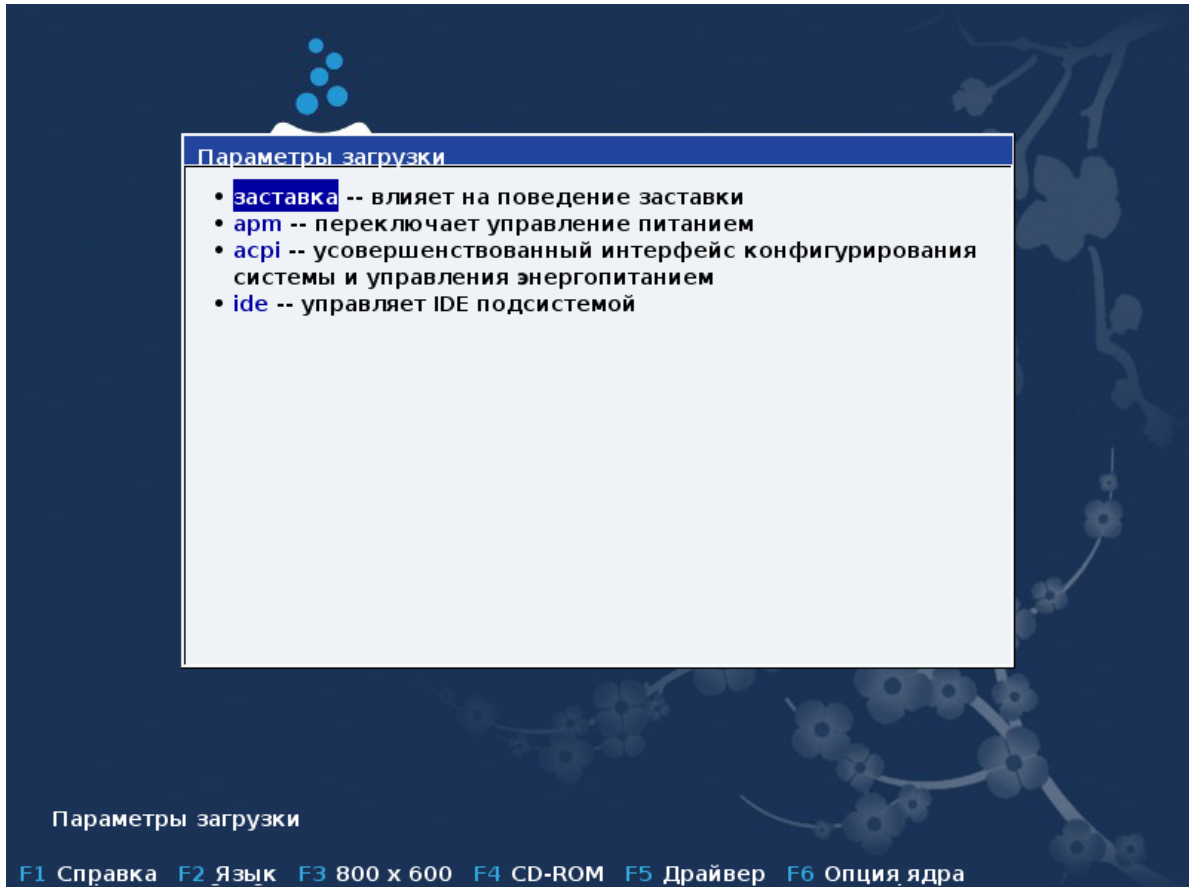 Параметры загрузки
• заставка -- влияет на поведение заставки
• apm -- переключает управление питанием
• acpi -- усовершенствованный интерфейс конфигурирования
системы и управления энергопитанием
• ide -- управляет IDE подсистемой
Параметры загрузки
F1 Справка F2 Язык F3 800 x 600 F4 CD-ROM F5 Драйвер F6 Опция ядра